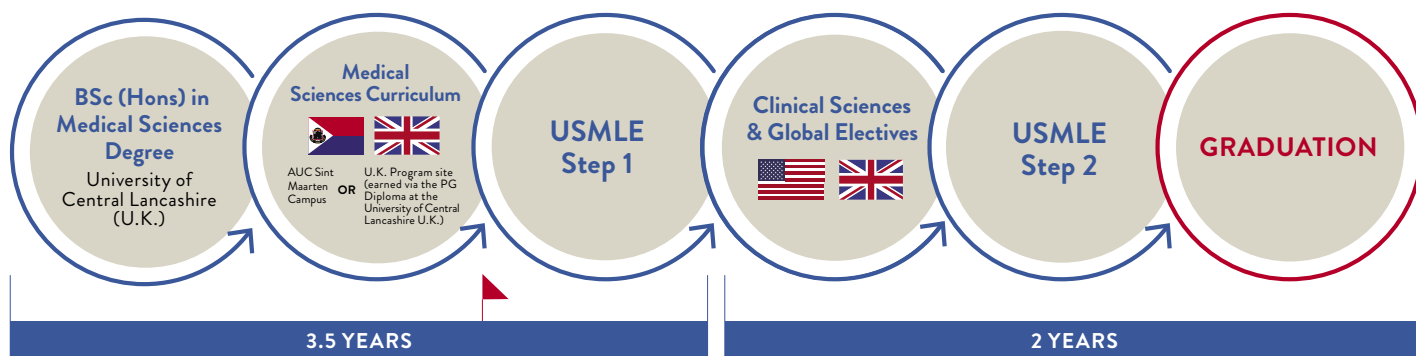 BSc (Hons) in
Medical Sciences
Degree
University of
Central Lancashire
(U.K.)
Medical
Sciences Curriculum
AUC Sint
Maarten
Campus
OR
U.K. Program site
(earned via the PG
Diploma at the
University of Central
Lancashire U.K.)
USMLE
Step 1
Clinical Sciences
& Global Electives
USMLE
Step 2
GRADUATION
3.5 YEARS
2 YEARS